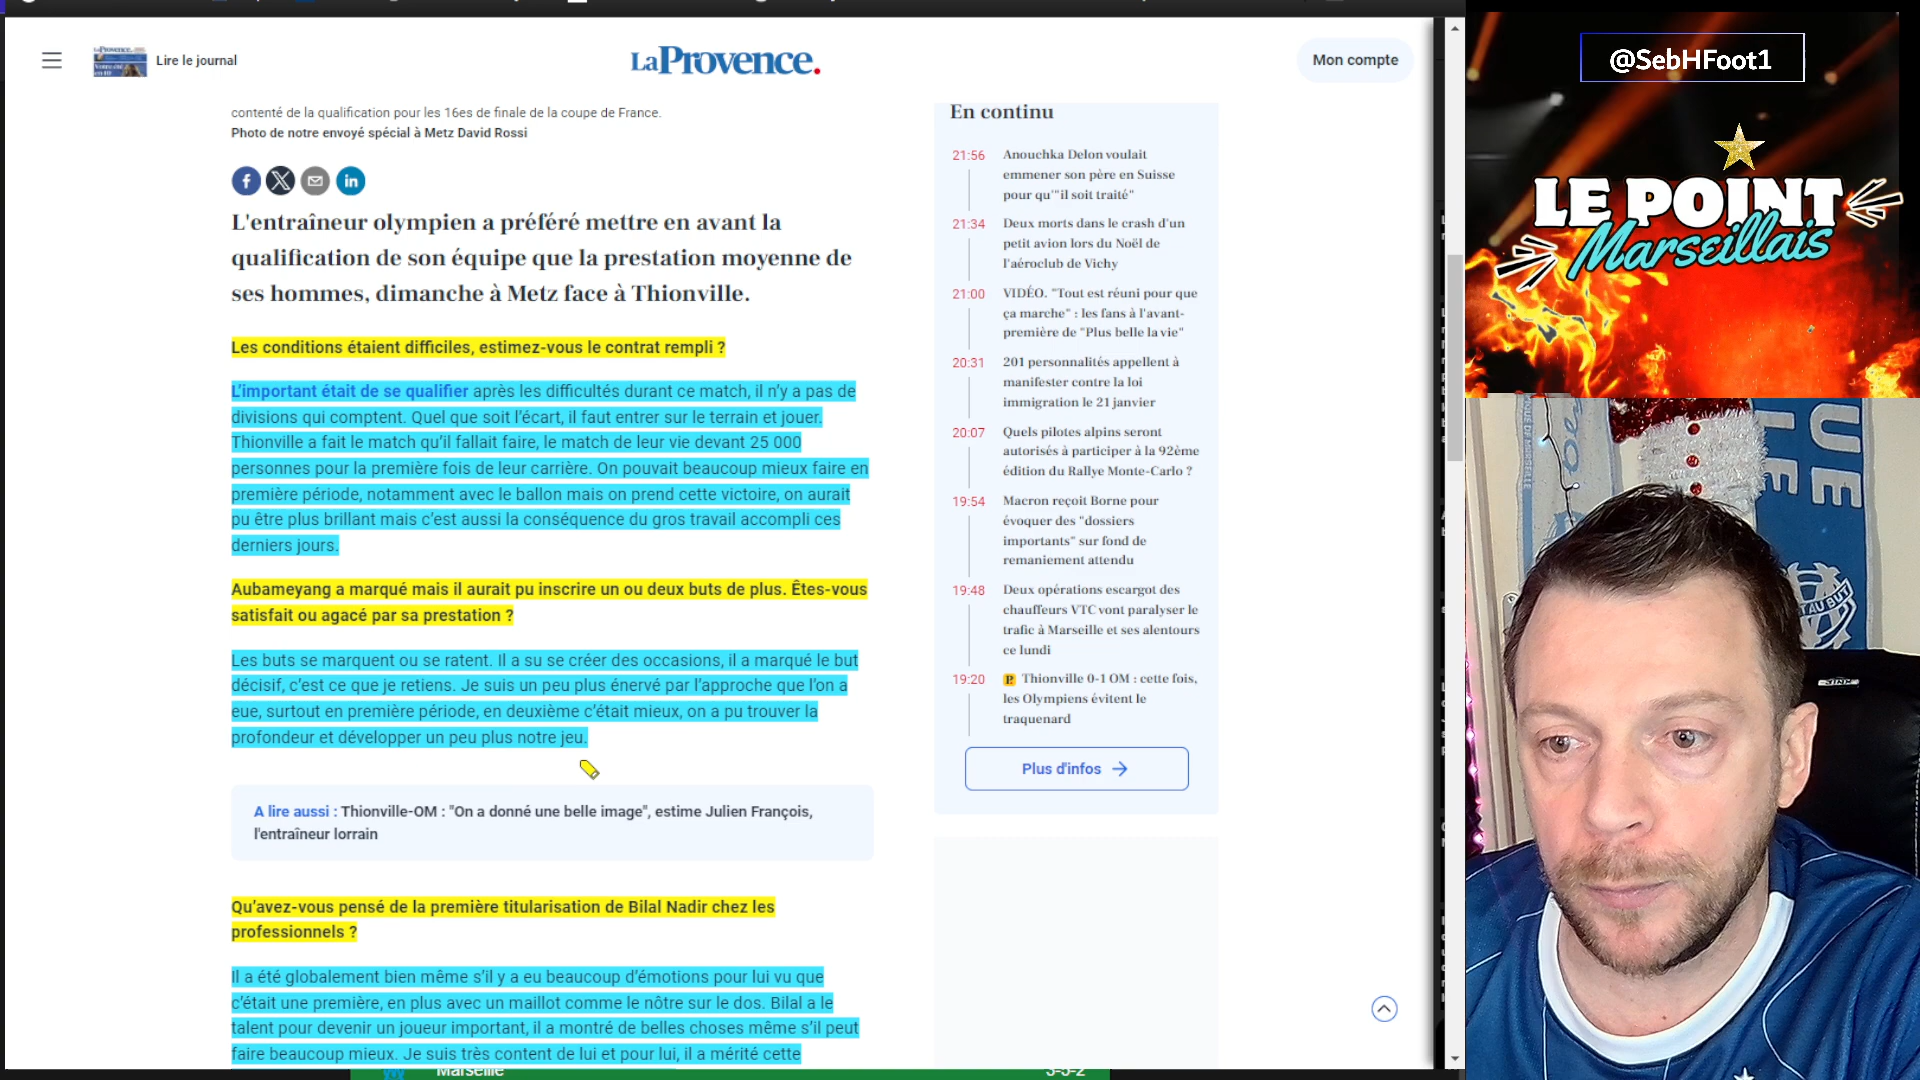 Lire le journal
LaProvence.
Mon compte
contenté de la qualification pour les 16es de finale de la coupe de France.
Photo de notre envoyé spécial à Metz David Rossi
L'entraîneur olympien a préféré mettre en avant la
qualification de son équipe que la prestation moyenne de
ses hommes, dimanche à Metz face à Thionville.
Les conditions étaient difficiles, estimez-vous le contrat rempli ?
L'important était de se qualifier après les difficultés durant ce match, il n'y a pas de
divisions qui comptent. Quel que soit l'écart, il faut entrer sur le terrain et jouer.
Thionville a fait le match qu'il fallait faire, le match de leur vie devant 25 000
personnes pour la première fois de leur carrière. On pouvait beaucoup mieux faire en
première période, notamment avec le ballon mais on prend cette victoire, on aurait
pu être plus brillant mais c'est aussi la conséquence du gros travail accompli ces
derniers jours.
Aubameyang a marqué mais il aurait pu inscrire un ou deux buts de plus. Êtes-vous
satisfait ou agacé par sa prestation ?
Les buts se marquent ou se ratent. Il a su se créer des occasions, il a marqué le but
décisif, c'est ce que je retiens. Je suis un peu plus énervé par l'approche que l'on a
eue, surtout en première période, en deuxième c'était mieux, on a pu trouver la
profondeur et développer un peu plus notre jeu.
A lire aussi : Thionville-OM : "On a donné une belle image", estime Julien François,
l'entraîneur lorrain
Qu'avez-vous pensé de la première titularisation de Bilal Nadir chez les
professionnels ?
Il a été globalement bien même s'il y a eu beaucoup d'émotions pour lui vu que
c'était une première, en plus avec un maillot comme le nôtre sur le dos. Bilal a le
talent pour devenir un joueur important, il a montré de belles choses même s'il peut
faire beaucoup mieux. Je suis très content de lui et pour lui, il a mérité cette
En continu
21:56 Anouchka Delon voulait
emmener son père en Suisse
pour qu'"il soit traité"
21:34 Deux morts dans le crash d'un
petit avion lors du Noël de
l'aéroclub de Vichy
21:00 VIDÉO. "Tout est réuni pour que
ça marche" : les fans à l'avant-
première de "Plus belle la vie"
20:31 201 personnalités appellent à
manifester contre la loi
immigration le 21 janvier
20:07 Quels pilotes alpins seront
autorisés à participer à la 92ème
édition du Rallye Monte-Carlo ?
19:54 Macron reçoit Borne pour
évoquer des "dossiers
importants" sur fond de
remaniement attendu
19:48 Deux opérations escargot des
chauffeurs VTC vont paralyser le
trafic à Marseille et ses alentours
ce lundi
19:20 Thionville 0-1 OM : cette fois,
les Olympiens évitent le
traquenard
Plus d'infos
Marseille 3-5-2
@SebHFoot1
LE POINT
Marseillais
AU BUT